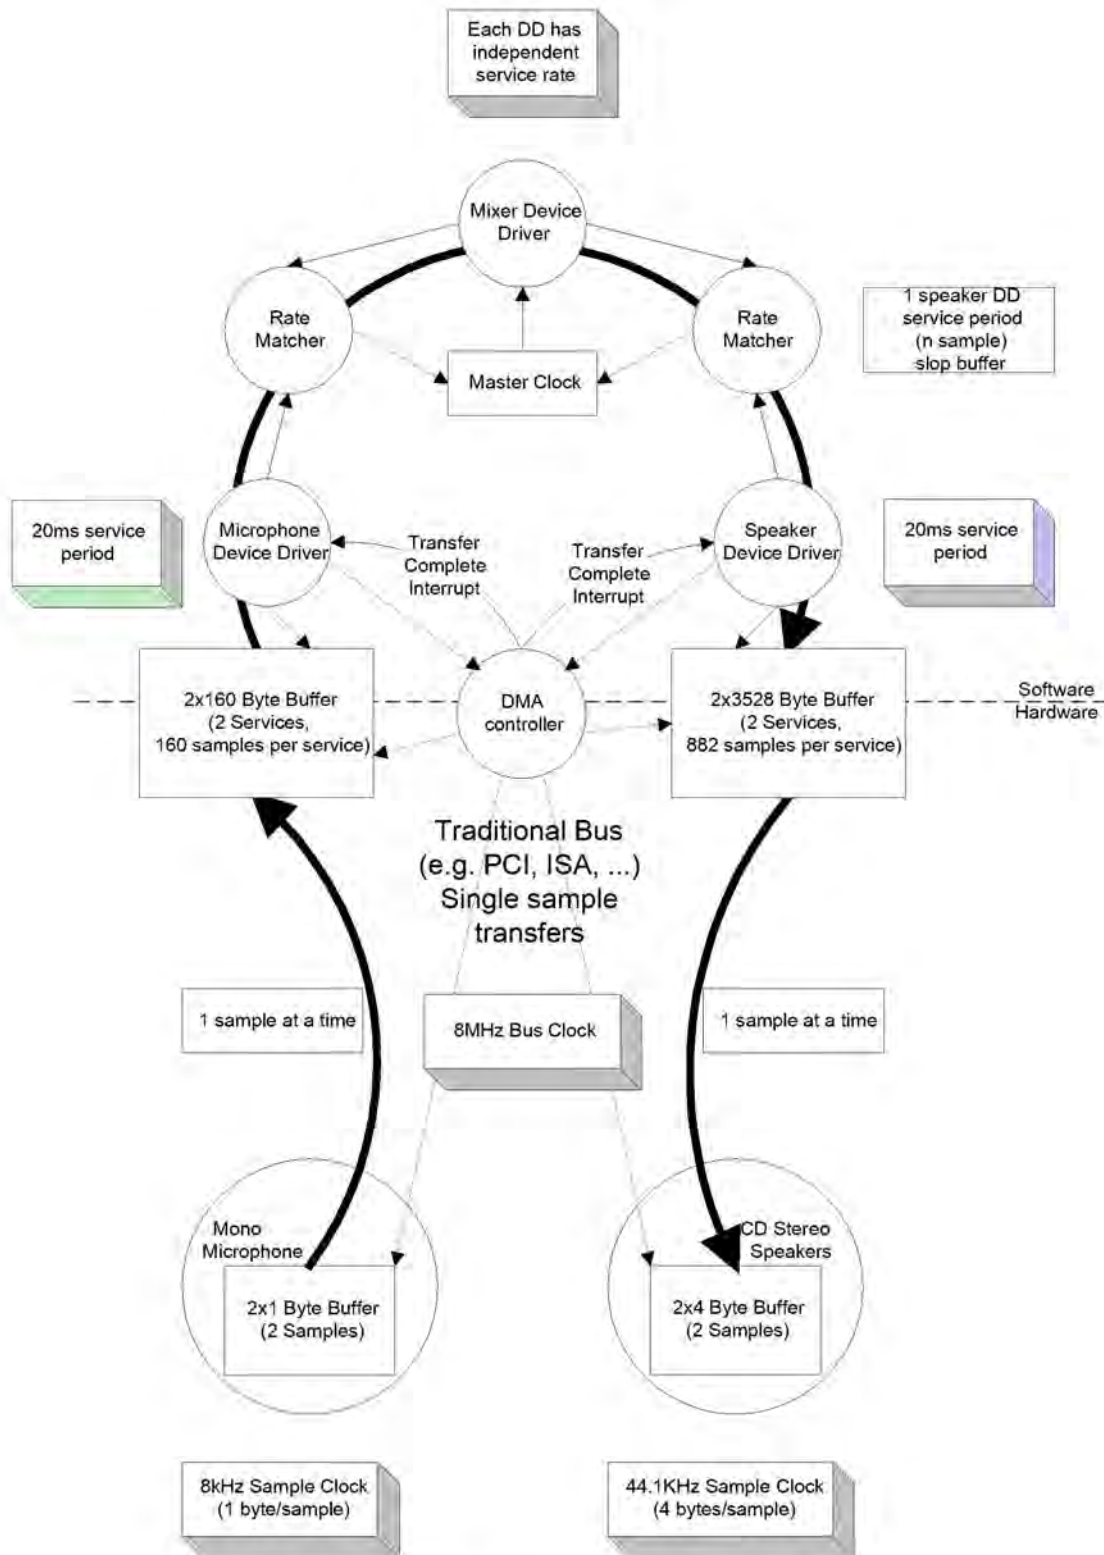 Each DD has
independent
service rate
Mixer Device
Driver
Rate
Matcher
Rate
Matcher
1 speaker DD
service period
(n sample)
slop buffer
Master Clock
20ms service
period
Microphone
Device Driver
Transfer
Complete
Interrupt
Transfer
Complete
Interrupt
Speaker
Device Driver
20ms service
period
2x160 Byte Buffer
(2 Services,
160 samples per service)
DMA
controller
2x3528 Byte Buffer
(2 Services,
882 samples per service)
Software
Hardware
Traditional Bus
(e.g. PCI, ISA, ...)
Single sample
transfers
1 sample at a time
8MHz Bus Clock
1 sample at a time
Mono
Microphone
2x1 Byte Buffer
(2 Samples)
CD Stereo
Speakers
2x4 Byte Buffer
(2 Samples)
8kHz Sample Clock
(1 byte/sample)
44.1KHz Sample Clock
(4 bytes/sample)